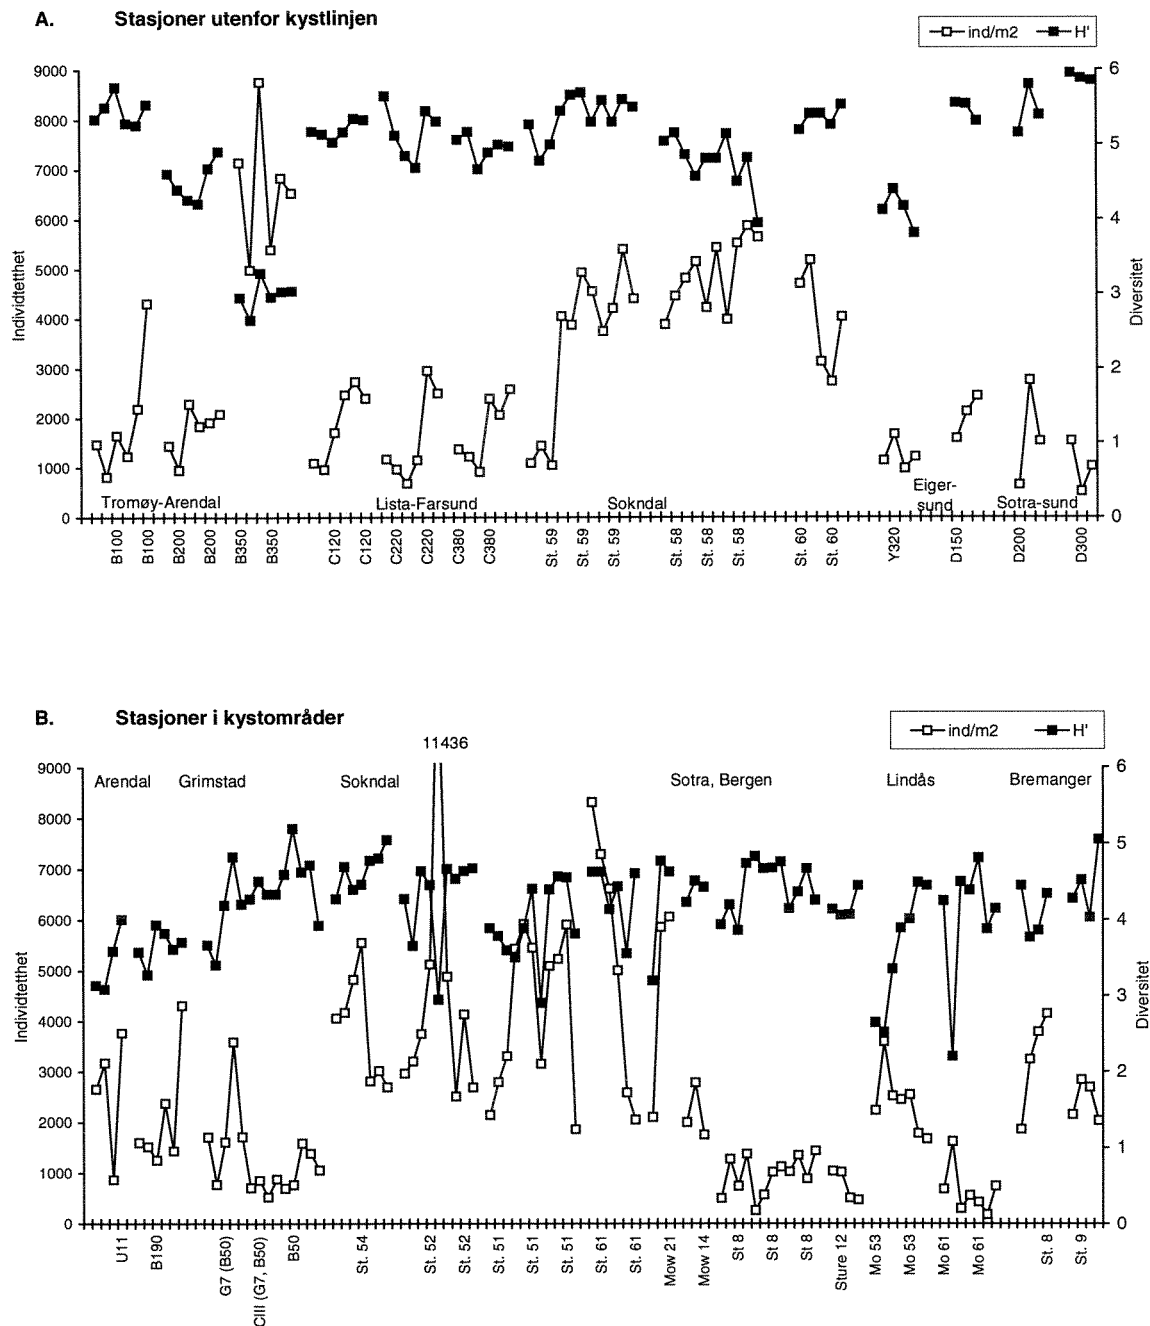 A. Stasjoner utenfor kystlinjen
ind/m2 H'
9000
8000
7000
6000
5000
4000
3000
2000
1000
0
Individtetthet
6
5
4
3
2
1
0
Diversitet
Tromøy-Arendal
Lista-Farsund
Sokndal
Eiger-
sund
Sotra-sund
B100 B100 B200 B200 B350 B350 C120 C120 C220 C220 C380 C380 St. 59 St. 59 St. 59 St. 58 St. 58 St. 58 St. 60 St. 60 Y320 D150 D200 D300
B. Stasjoner i kystområder
ind/m2 H'
11436
9000
8000
7000
6000
5000
4000
3000
2000
1000
0
Individtetthet
6
5
4
3
2
1
0
Diversitet
Arendal Grimstad Sokndal Sotra, Bergen Lindås Bremanger
U11 B190 G7 (B50) CIII (G7, B50) B50 St. 54 St. 52 St. 52 St. 51 St. 51 St. 51 St. 61 St. 61 Mow 21 Mow 14 St 8 St 8 St 8 Sture 12 Mo 53 Mo 53 Mo 61 Mo 61 St. 8 St. 9